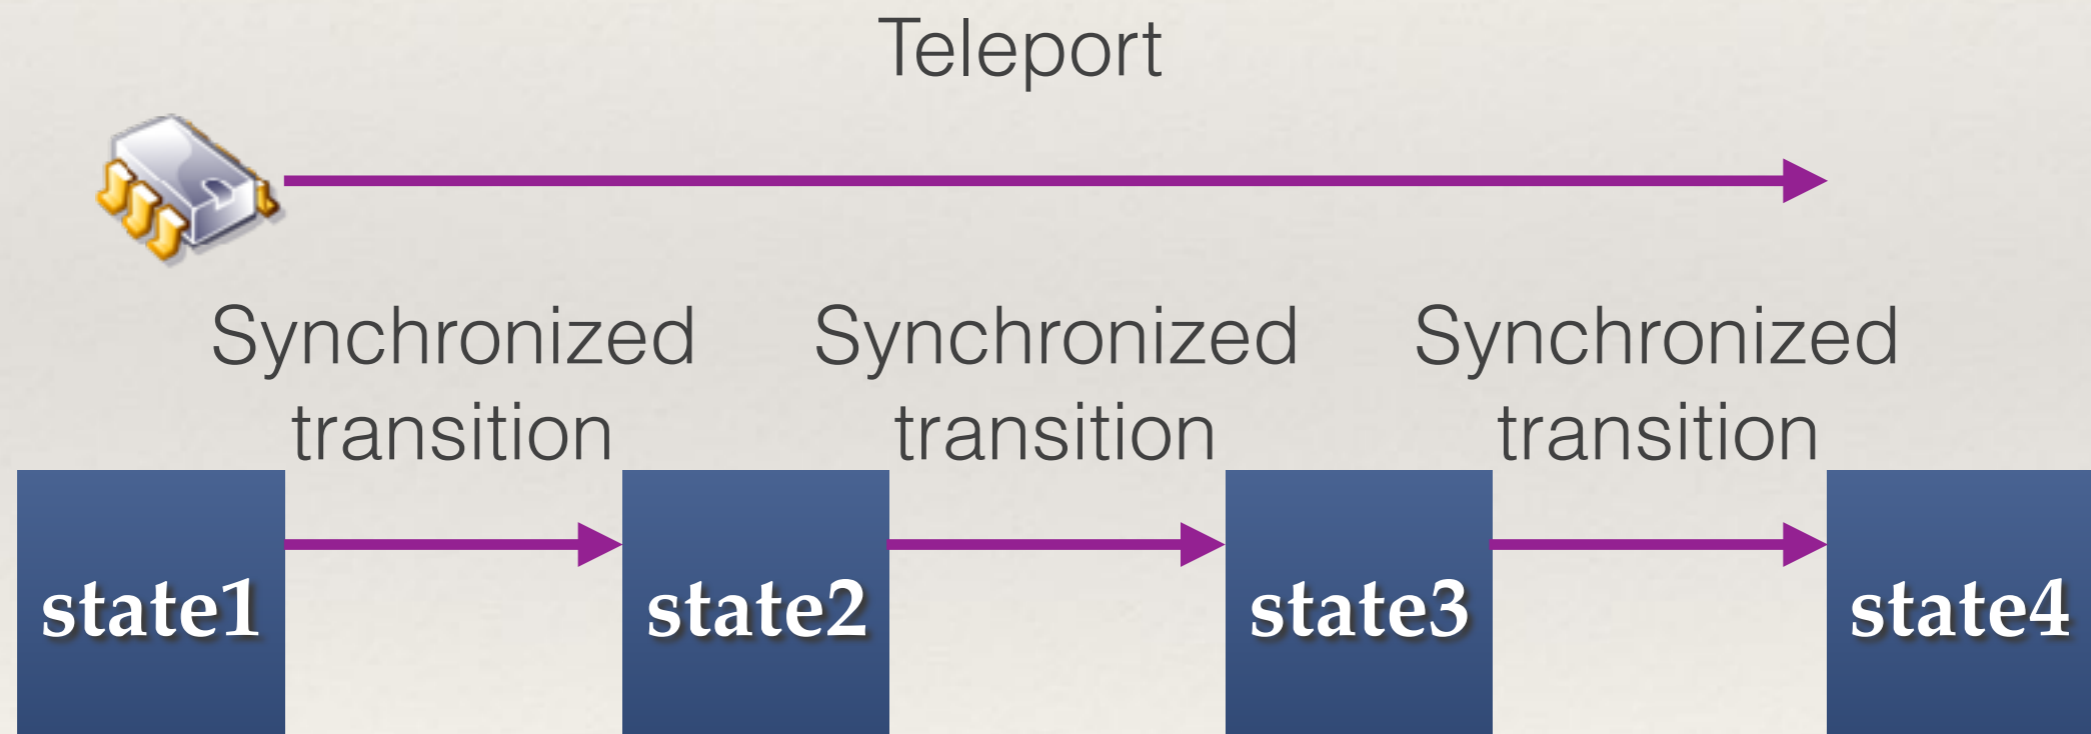 Teleport
Synchronized
transition
Synchronized
transition
Synchronized
transition
state1
state2
state3
state4